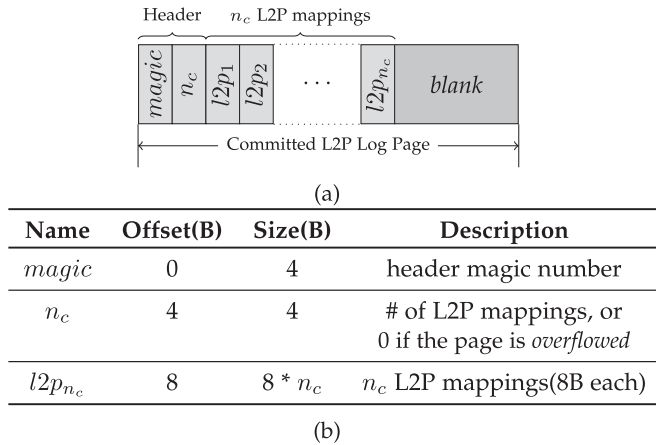 Header n_c L2P mappings
magic n_c l2p_1 l2p_2 ··· l2p_{n_c} blank
Committed L2P Log Page
(a)
Name Offset(B) Size(B) Description
magic 0 4 header magic number
n_c 4 4 # of L2P mappings, or
0 if the page is overflowed
l2p_{n_c} 8 8 * n_c n_c L2P mappings(8B each)
(b)